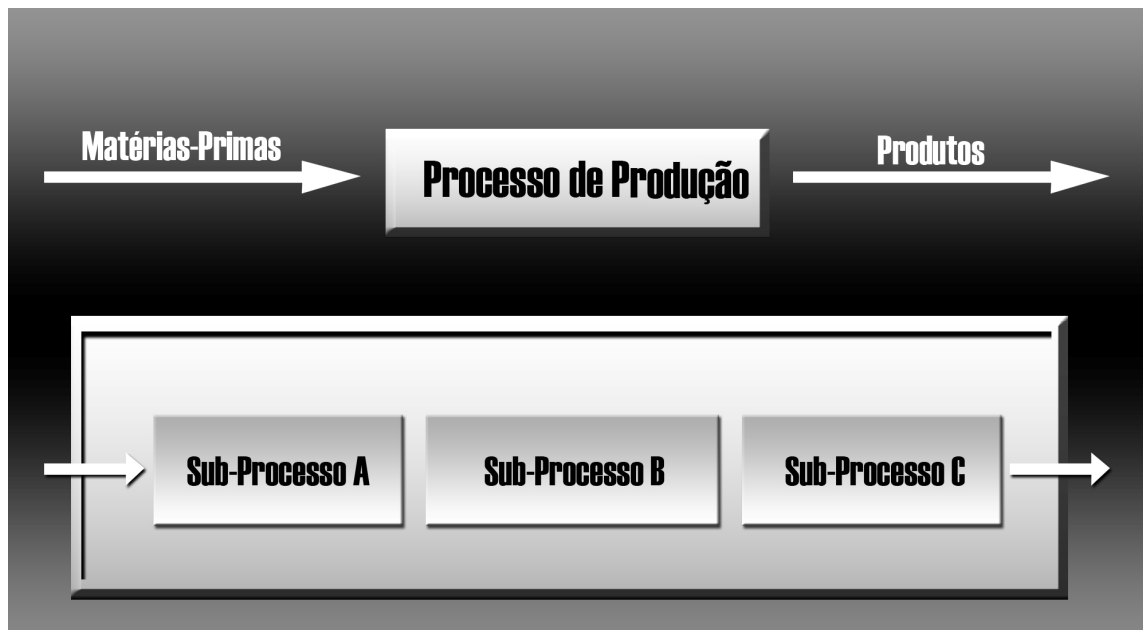 Matérias-Primas
Processo de Produção
Produtos
Sub-Processo A
Sub-Processo B
Sub-Processo C